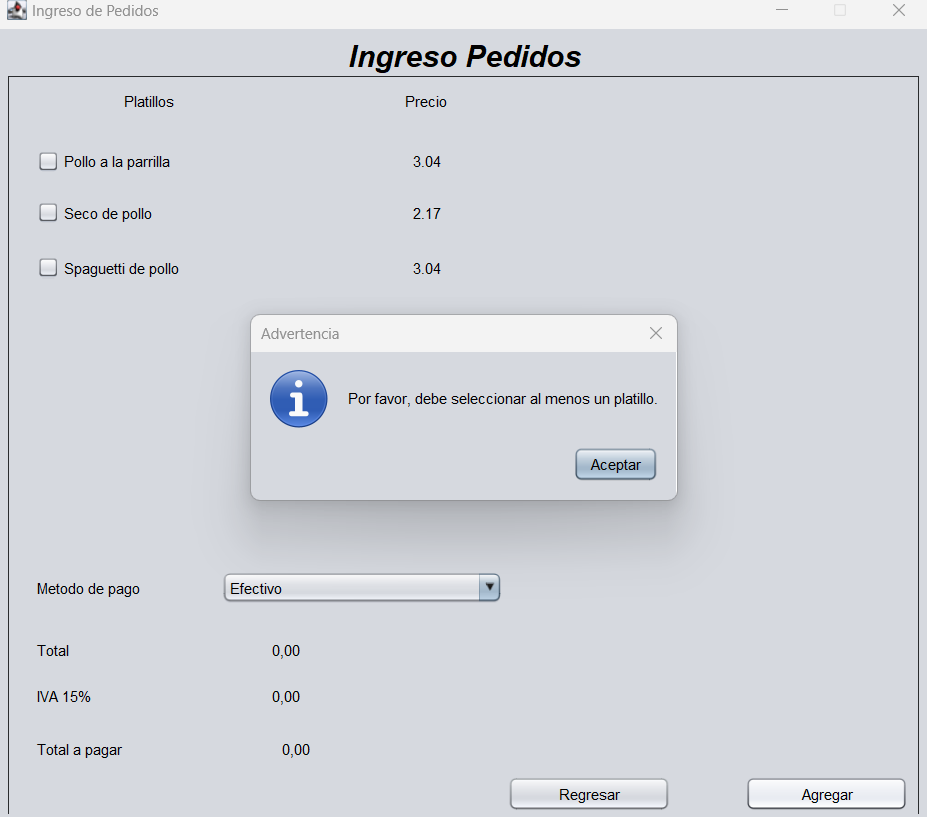 Ingreso de Pedidos
Ingreso Pedidos
Platillos Precio
Pollo a la parrilla 3.04
Seco de pollo 2.17
Spaguetti de pollo 3.04
Advertencia
Por favor, debe seleccionar al menos un platillo.
Aceptar
Metodo de pago Efectivo
Total 0,00
IVA 15% 0,00
Total a pagar 0,00
Regresar Agregar